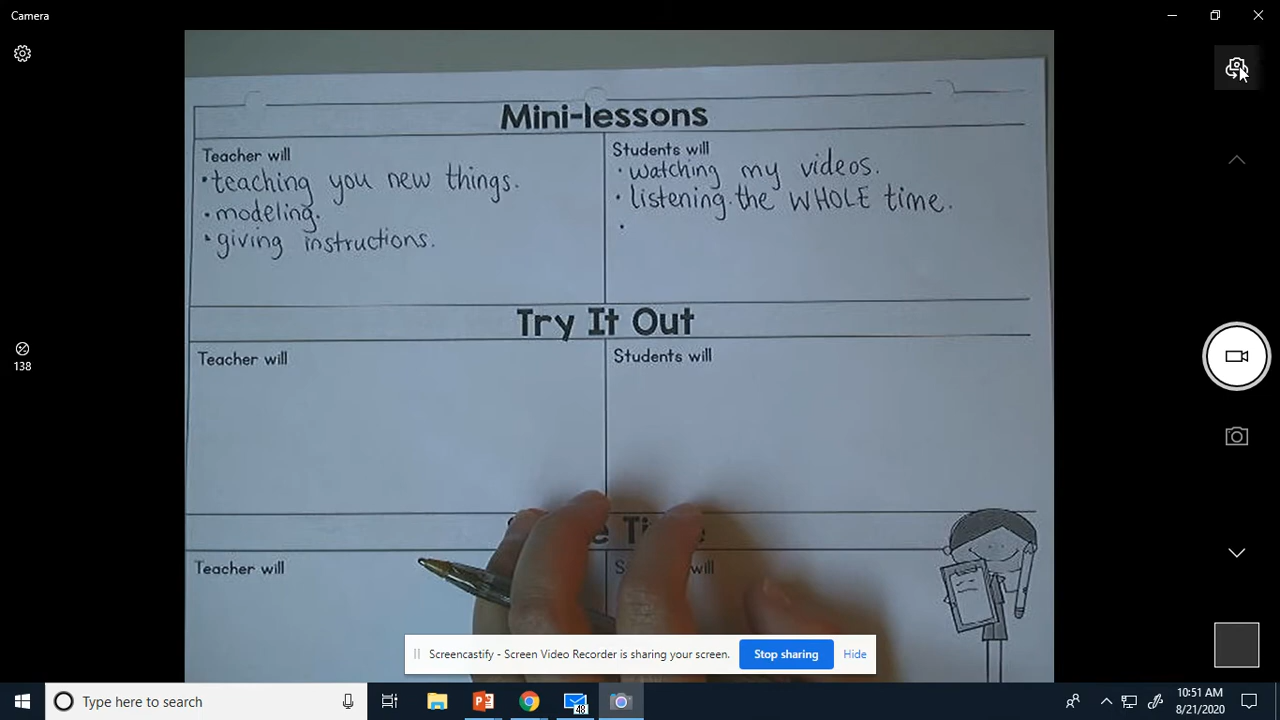 Camera
Mini-lessons
Teacher will
•teaching you new things.
•modeling.
•giving instructions.
Students will
•watching my videos.
•listening. the WHOLE time.
•
Try It Out
Teacher will
Students will
138
Teacher will
will
Screencastify - Screen Video Recorder is sharing your screen.
Stop sharing
Hide
Type here to search
48
10:51 AM
8/21/2020